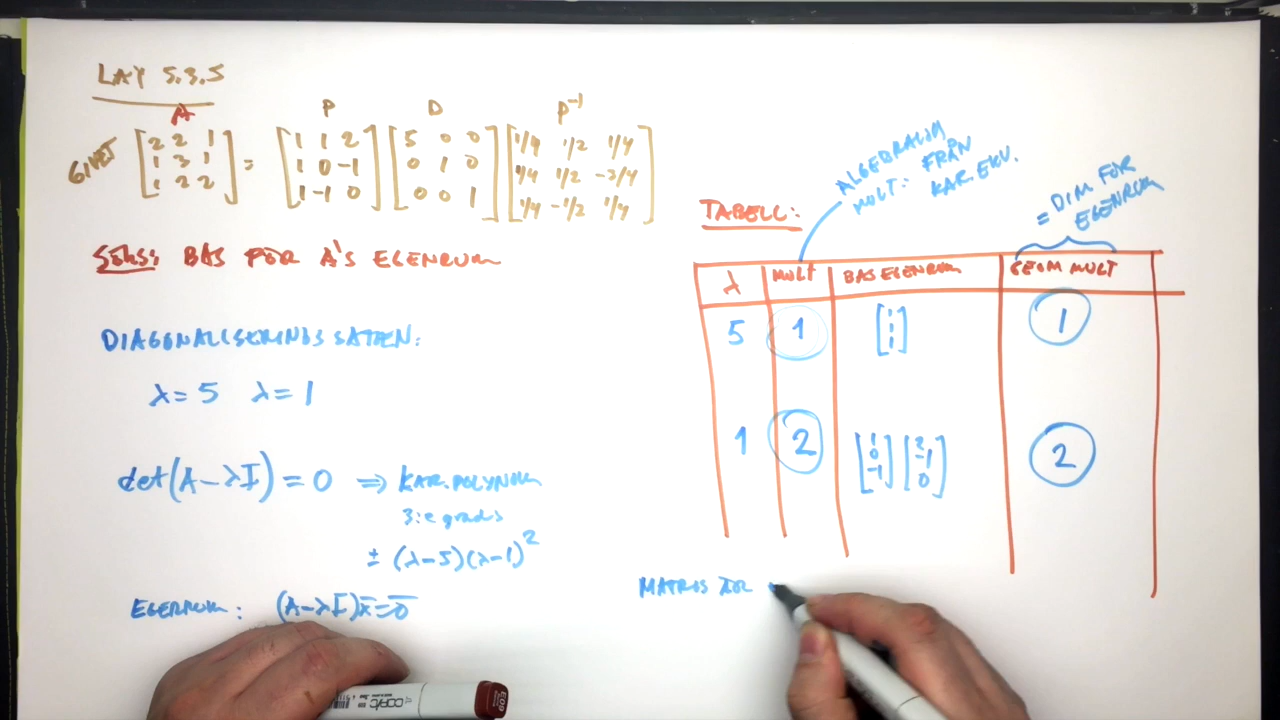 LAY 5.3.5
A
P D P⁻¹
GIVET [2 2 1; 1 3 1; 1 2 2] = [1 1 2; 1 0 -1; 1 -1 0] [5 0 0; 0 1 0; 0 0 1] [1/4 1/2 1/4; 1/4 1/2 -3/4; 1/4 -1/2 1/4]
SÖKS: BAS FÖR A'S EGENRUM
DIAGONALISERINGSSATSEN:
λ=5 λ=1
det(A-λI)=0 ⇒ KAR.POLYNOM
3:e grads
± (λ-5)(λ-1)²
EGENRUM: (A-λI)x̄=0̄
TABELL:
ALGEBRAISK
MULT: FRÅN
KAR.EKV.
= DIM FÖR
EGENRUM
λ MULT BAS EGENRUM GEOM MULT
5 1 [1; 1; 1] 1
1 2 [1; 0; -1] [2; -1; 0] 2
MATRIS
COPIC
E09